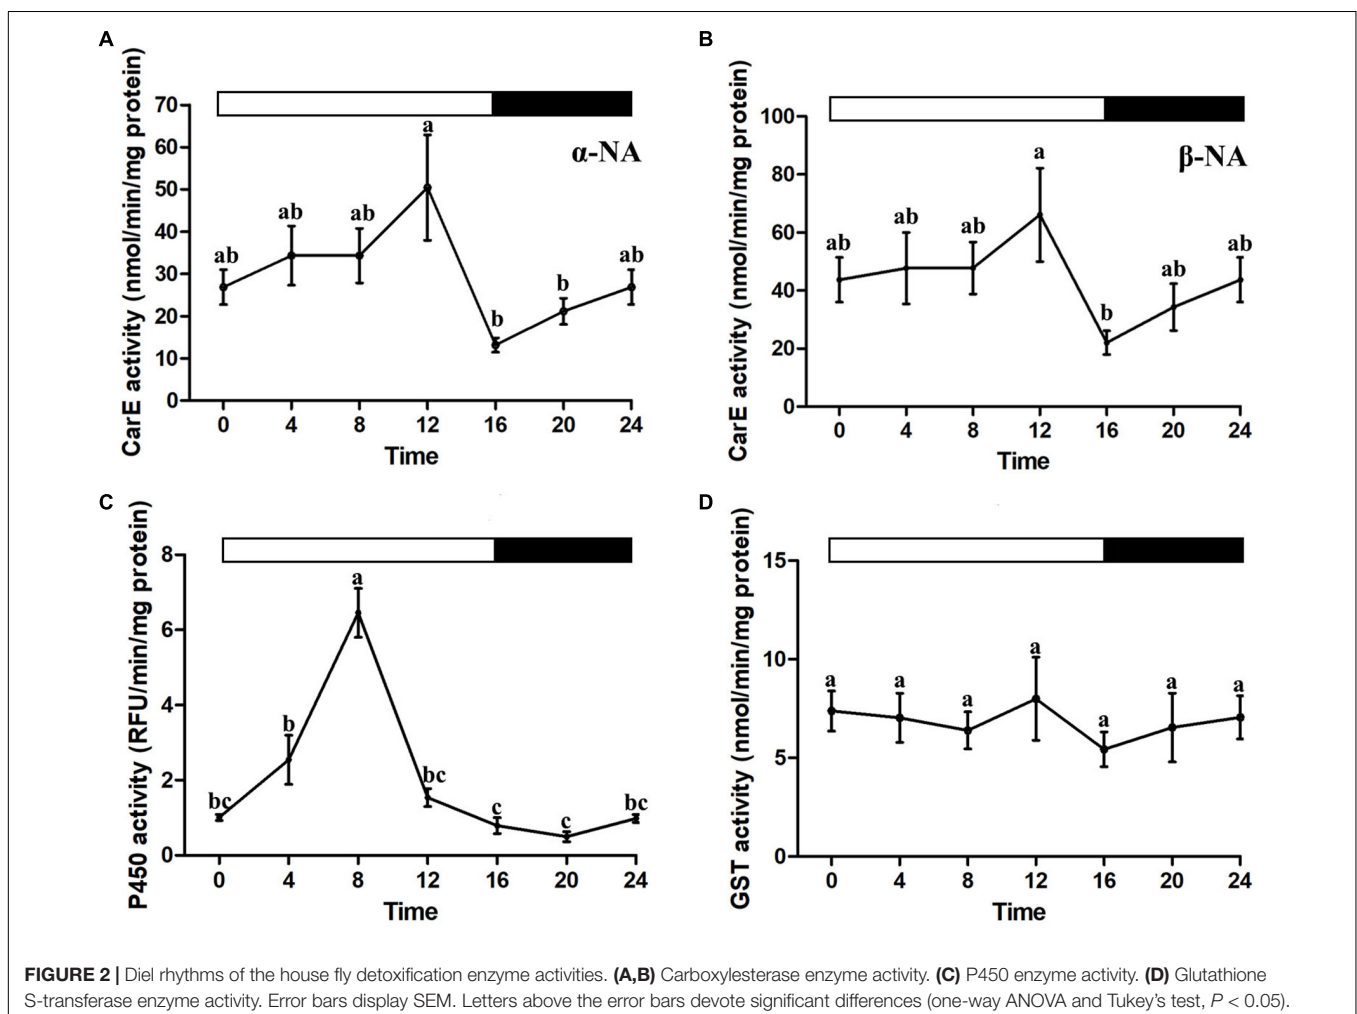 A
CarE activity (nmol/min/mg protein)
70
60
50
40
30
20
10
0
α-NA
ab
ab
ab
a
b
b
ab
0 4 8 12 16 20 24
Time
B
CarE activity (nmol/min/mg protein)
100
80
60
40
20
0
β-NA
ab
ab
ab
a
b
ab
ab
0 4 8 12 16 20 24
Time
C
P450 activity (RFU/min/mg protein)
8
6
4
2
0
bc
b
a
bc
c
c
bc
0 4 8 12 16 20 24
Time
D
GST activity (nmol/min/mg protein)
15
10
5
0
a
a
a
a
a
a
a
0 4 8 12 16 20 24
Time
FIGURE 2 | Diel rhythms of the house fly detoxification enzyme activities. (A,B) Carboxylesterase enzyme activity. (C) P450 enzyme activity. (D) Glutathione
S-transferase enzyme activity. Error bars display SEM. Letters above the error bars devote significant differences (one-way ANOVA and Tukey's test, P < 0.05).